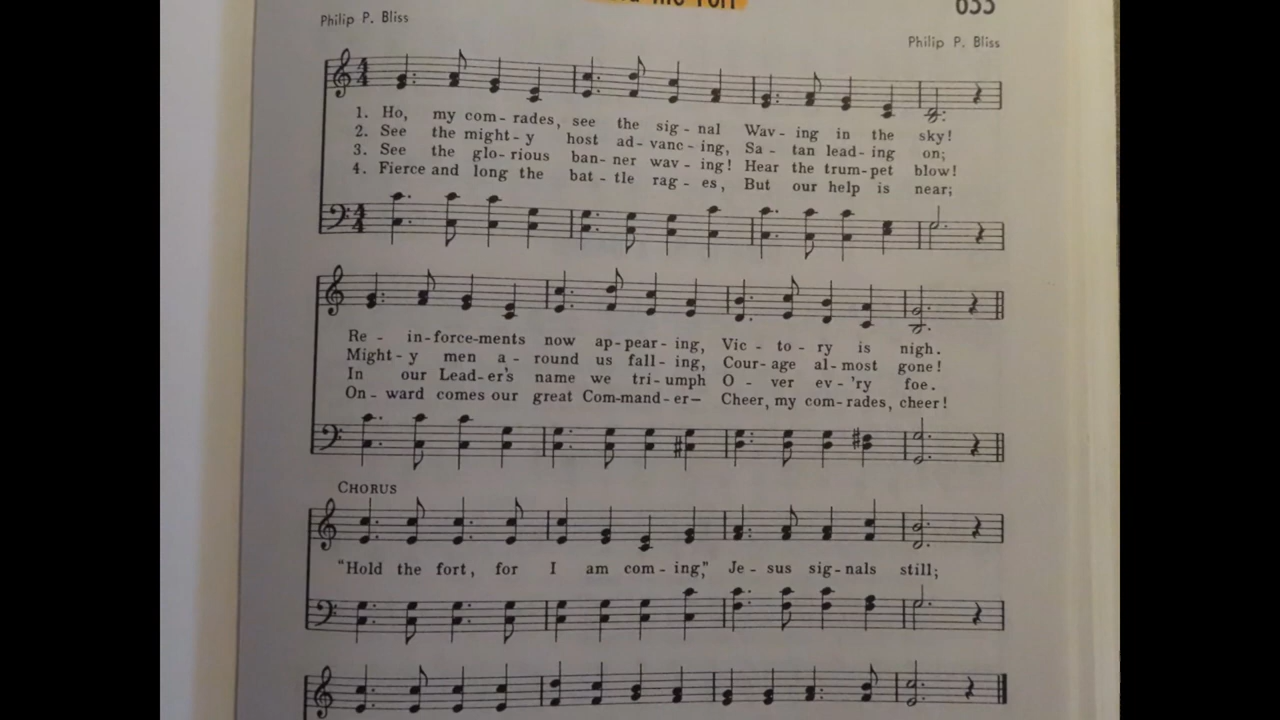 Philip P. Bliss
Philip P. Bliss
1. Ho, my com-rades, see the sig-nal Wav-ing in the sky!
2. See the might-y host ad-vanc-ing, Sa-tan lead-ing on;
3. See the glo-rious ban-ner wav-ing! Hear the trum-pet blow!
4. Fierce and long the bat-tle rag-es, But our help is near;
Re-in-force-ments now ap-pear-ing, Vic-to-ry is nigh.
Might-y men a-round us fall-ing, Cour-age al-most gone!
In our Lead-er's name we tri-umph O-ver ev-'ry foe.
On-ward comes our great Com-mand-er— Cheer, my com-rades, cheer!
CHORUS
"Hold the fort, for I am com-ing," Je-sus sig-nals still;